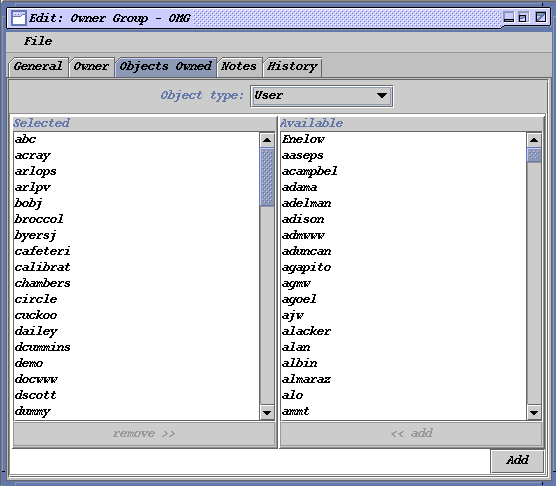 Edit: Owner Group - OMG
File
General Owner Objects Owned Notes History
Object type: User
Selected
abc
acray
arlops
arlpv
bobj
broccol
byersj
cafeteri
calibrat
chambers
circle
cuckoo
dailey
dcummins
demo
docwww
dscott
dummy
remove >>
Available
Enelow
aaseps
acampbel
adama
adelman
adison
admwww
aduncan
agapito
agmw
agoel
ajw
alacker
alan
albin
almaraz
alo
ammt
<< add
Add